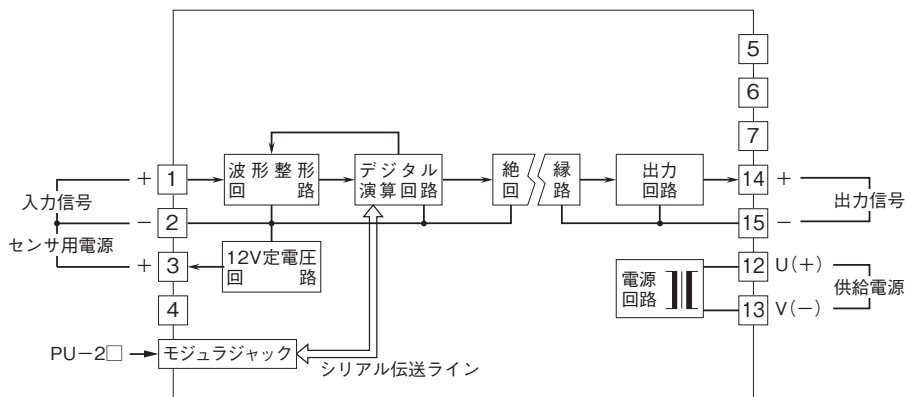 5
6
7
+ 1
波形整形
回路
デジタル
演算回路
絶縁
回路
出力
回路
14 +
入力信号
− 2
15 −
出力信号
センサ用電源
+ 3
12V定電圧
回路
4
電源
回路
12 U(+)
供給電源
13 V(−)
PU−2□
モジュラジャック
シリアル伝送ライン